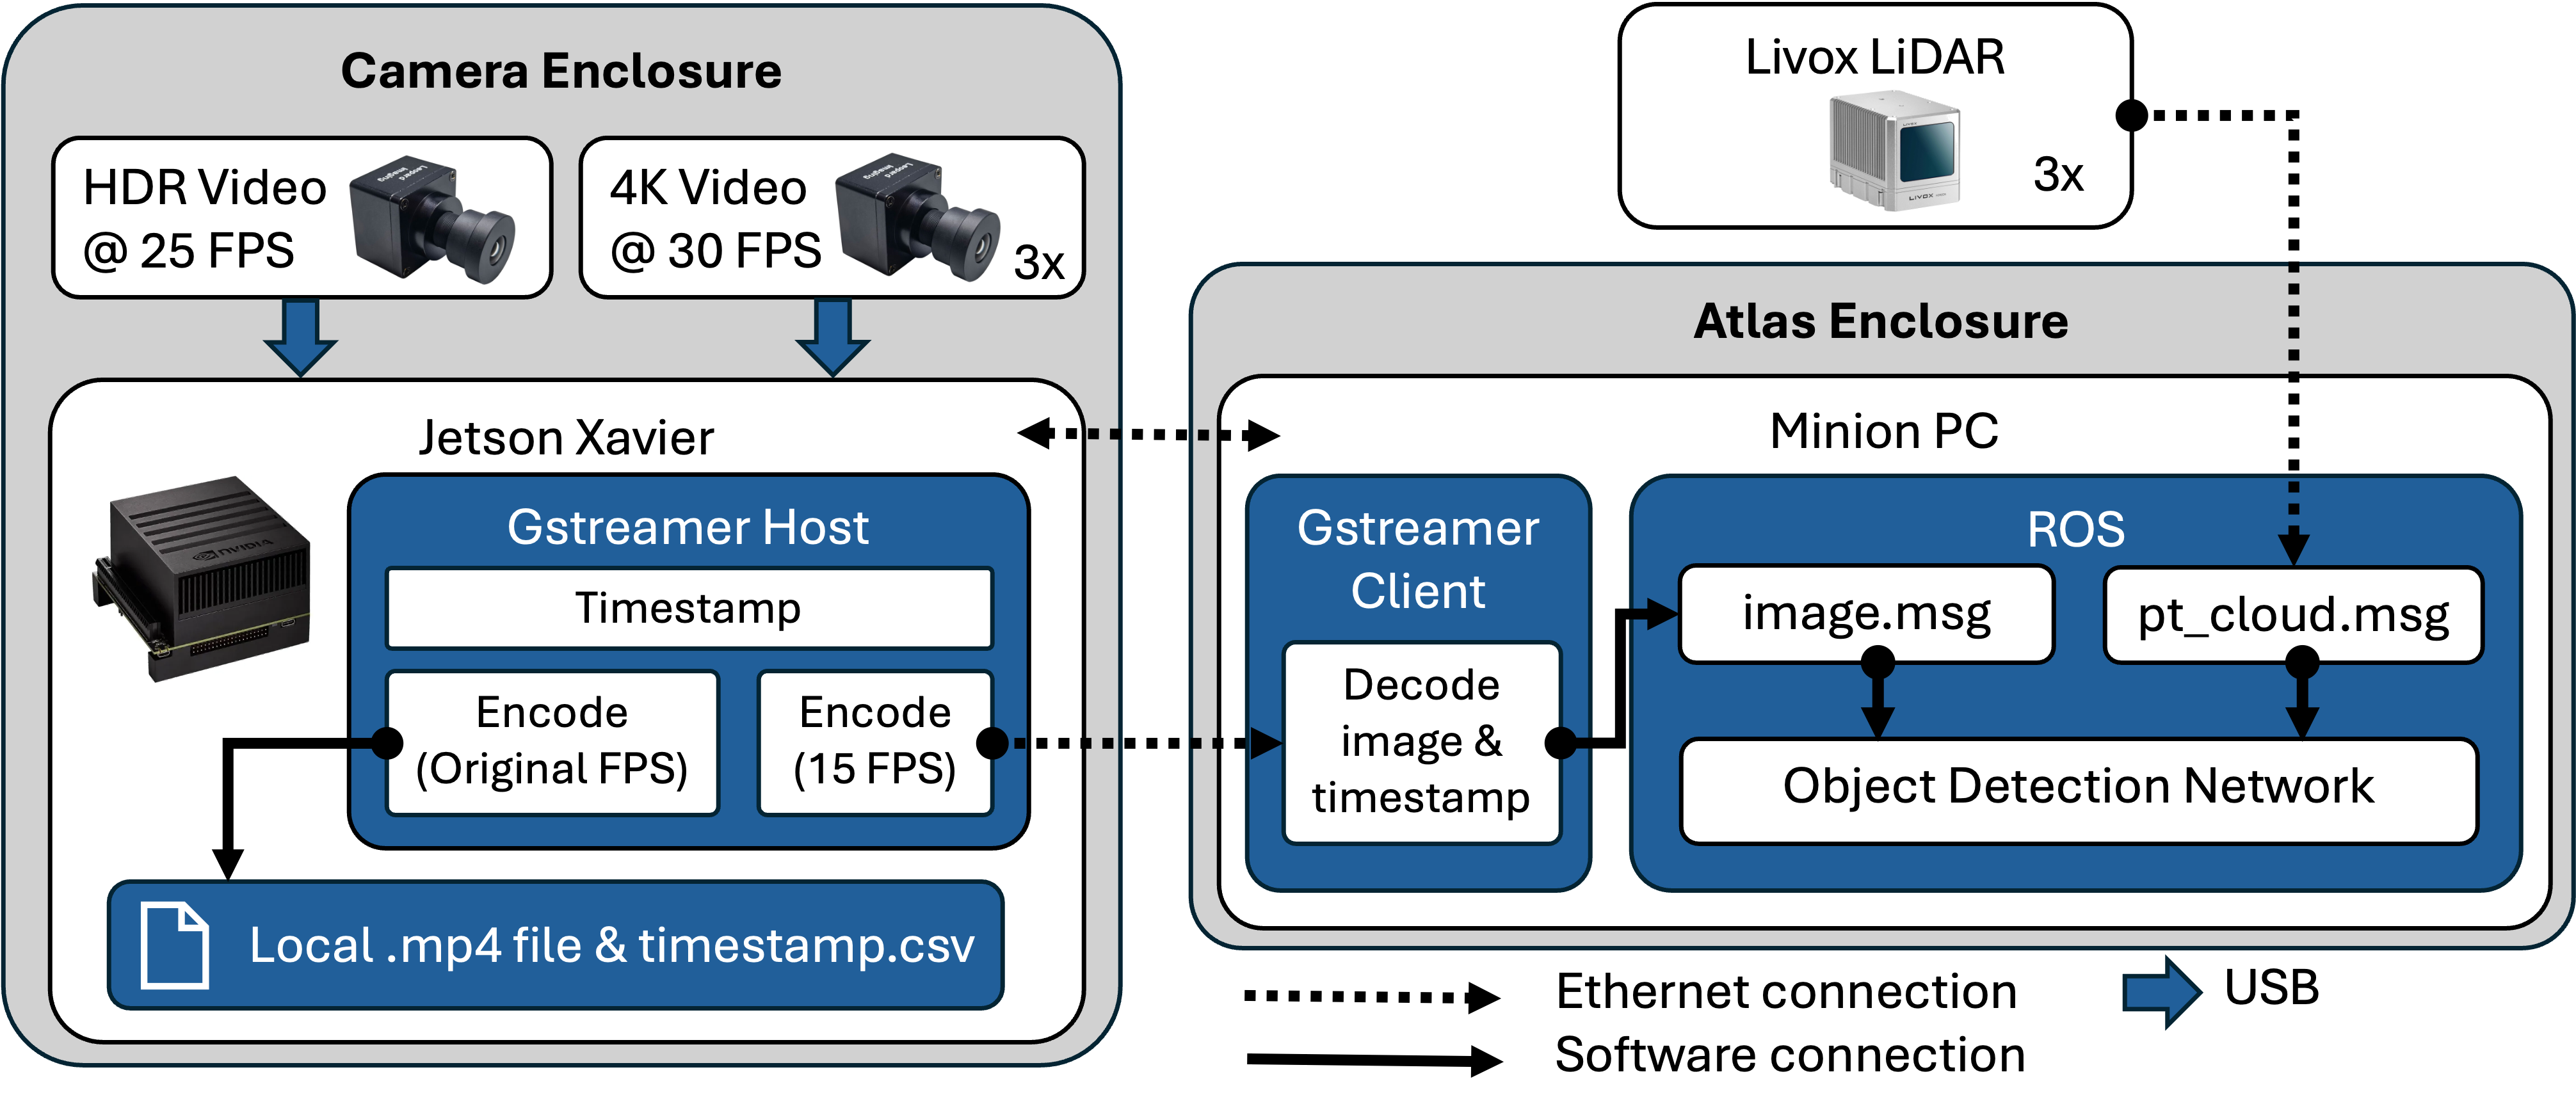 Camera Enclosure
HDR Video
@ 25 FPS
4K Video
@ 30 FPS
3x
Jetson Xavier
NVIDIA
Gstreamer Host
Timestamp
Encode
(Original FPS)
Encode
(15 FPS)
Local .mp4 file & timestamp.csv
Livox LiDAR
LIVOX
3x
Atlas Enclosure
Minion PC
Gstreamer
Client
Decode
image &
timestamp
ROS
image.msg
pt_cloud.msg
Object Detection Network
Ethernet connection
USB
Software connection